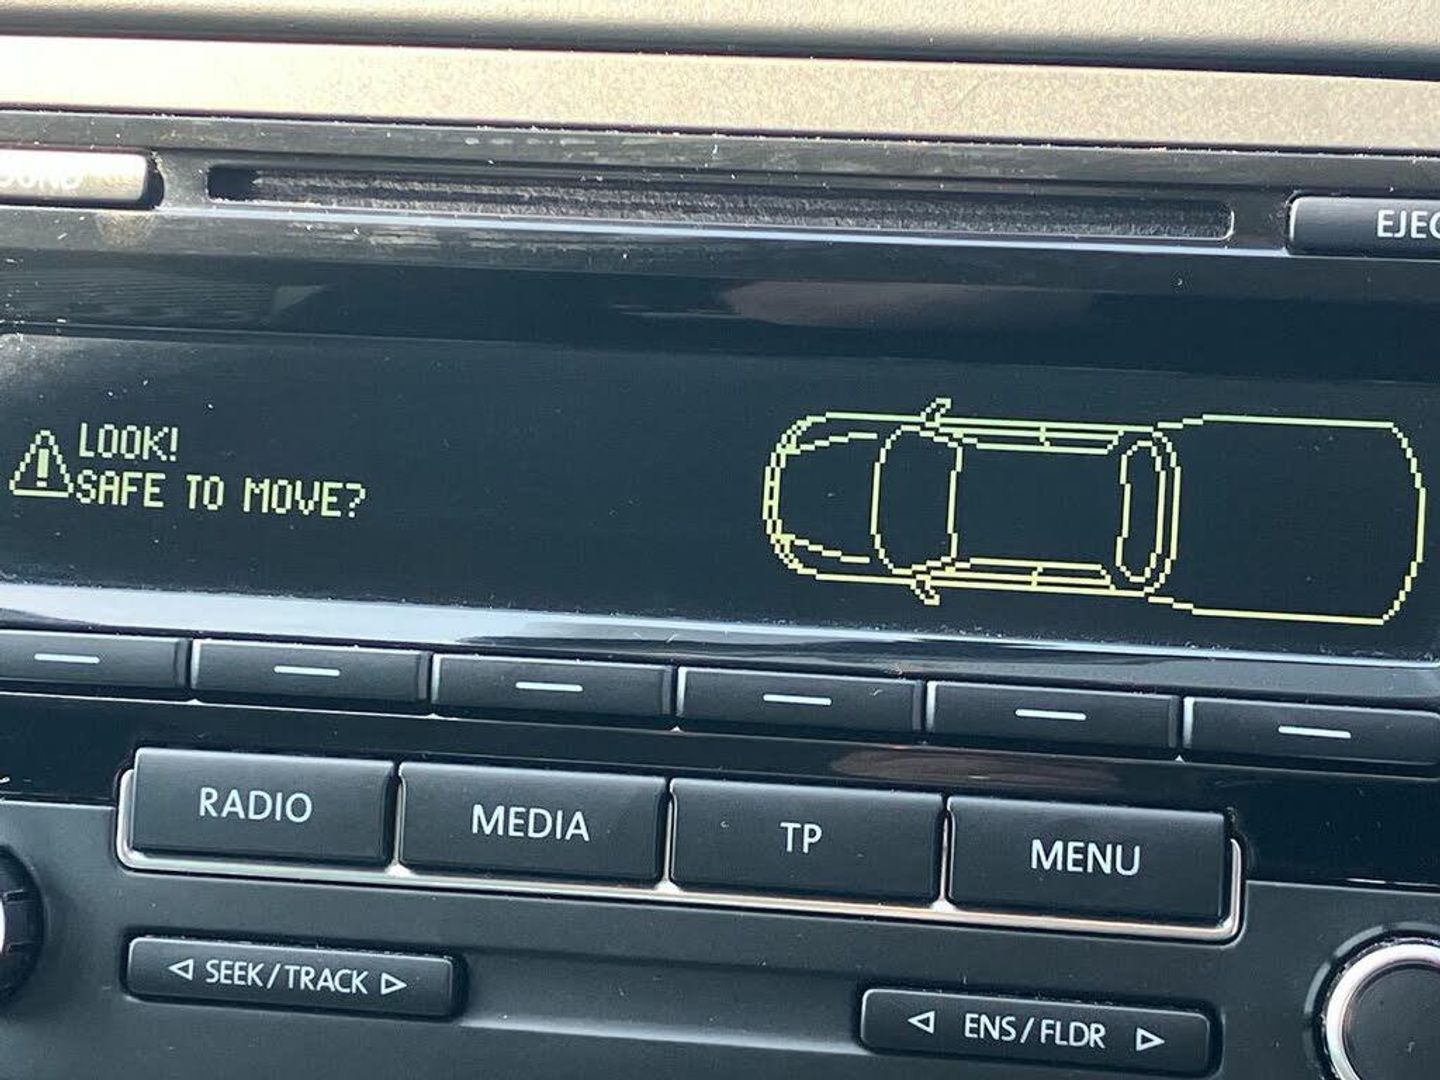 LOOK!
SAFE TO MOVE?
RADIO
MEDIA
TP
MENU
SEEK/TRACK
ENS/FLDR